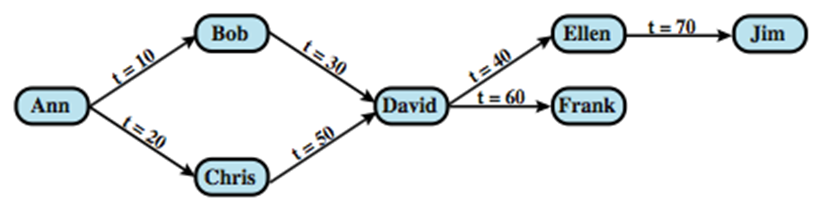 Ann
t = 10
Bob
t = 20
Chris
t = 30
t = 50
David
t = 40
Ellen
t = 70
Jim
t = 60
Frank